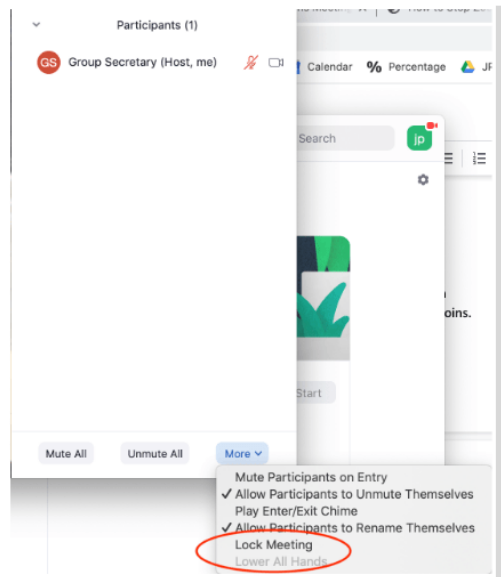 Participants (1)
GS Group Secretary (Host, me)
Calendar % Percentage
Search jp
oins.
Start
Mute All Unmute All More
Mute Participants on Entry
✓ Allow Participants to Unmute Themselves
Play Enter/Exit Chime
✓ Allow Participants to Rename Themselves
Lock Meeting
Lower All Hands